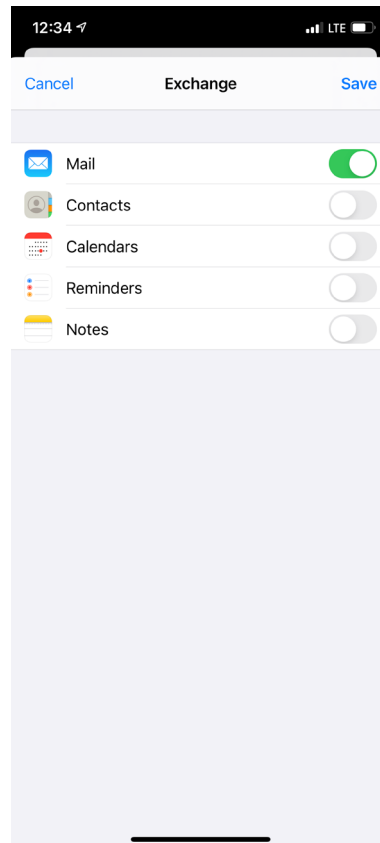 12:34 LTE
Cancel Exchange Save
Mail
Contacts
Calendars
Reminders
Notes